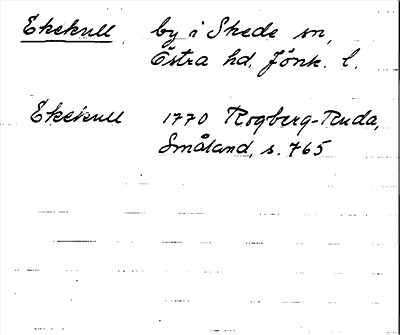 Ekekull by i Skede sn,
Östra hd. Jönk. l.
Ekekull 1770 Rogberg-Ruda,
Småland, s. 765